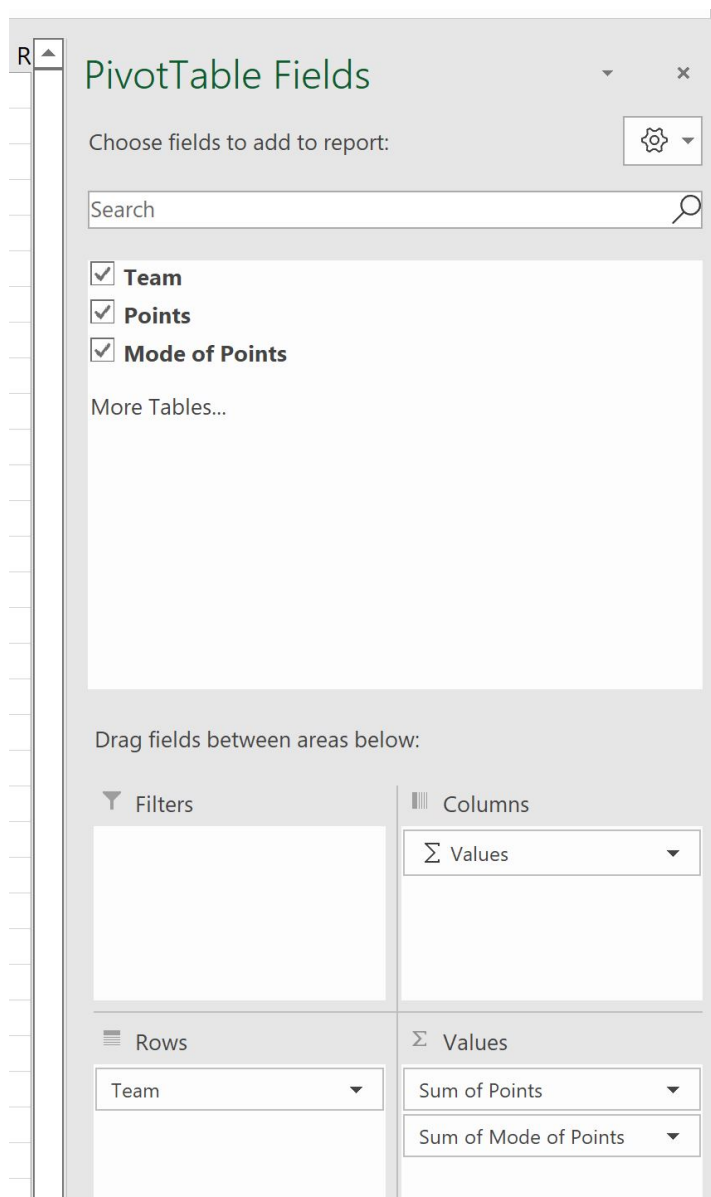 R
PivotTable Fields
Choose fields to add to report:
Search
Team
Points
Mode of Points
More Tables...
Drag fields between areas below:
Filters
Columns
Σ Values
Rows
Σ Values
Team
Sum of Points
Sum of Mode of Points